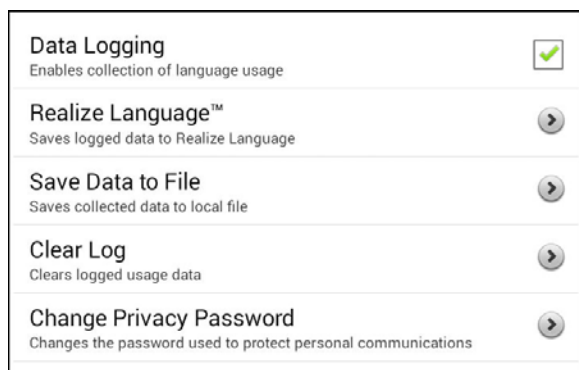 Data Logging
Enables collection of language usage
Realize Language™
Saves logged data to Realize Language
Save Data to File
Saves collected data to local file
Clear Log
Clears logged usage data
Change Privacy Password
Changes the password used to protect personal communications